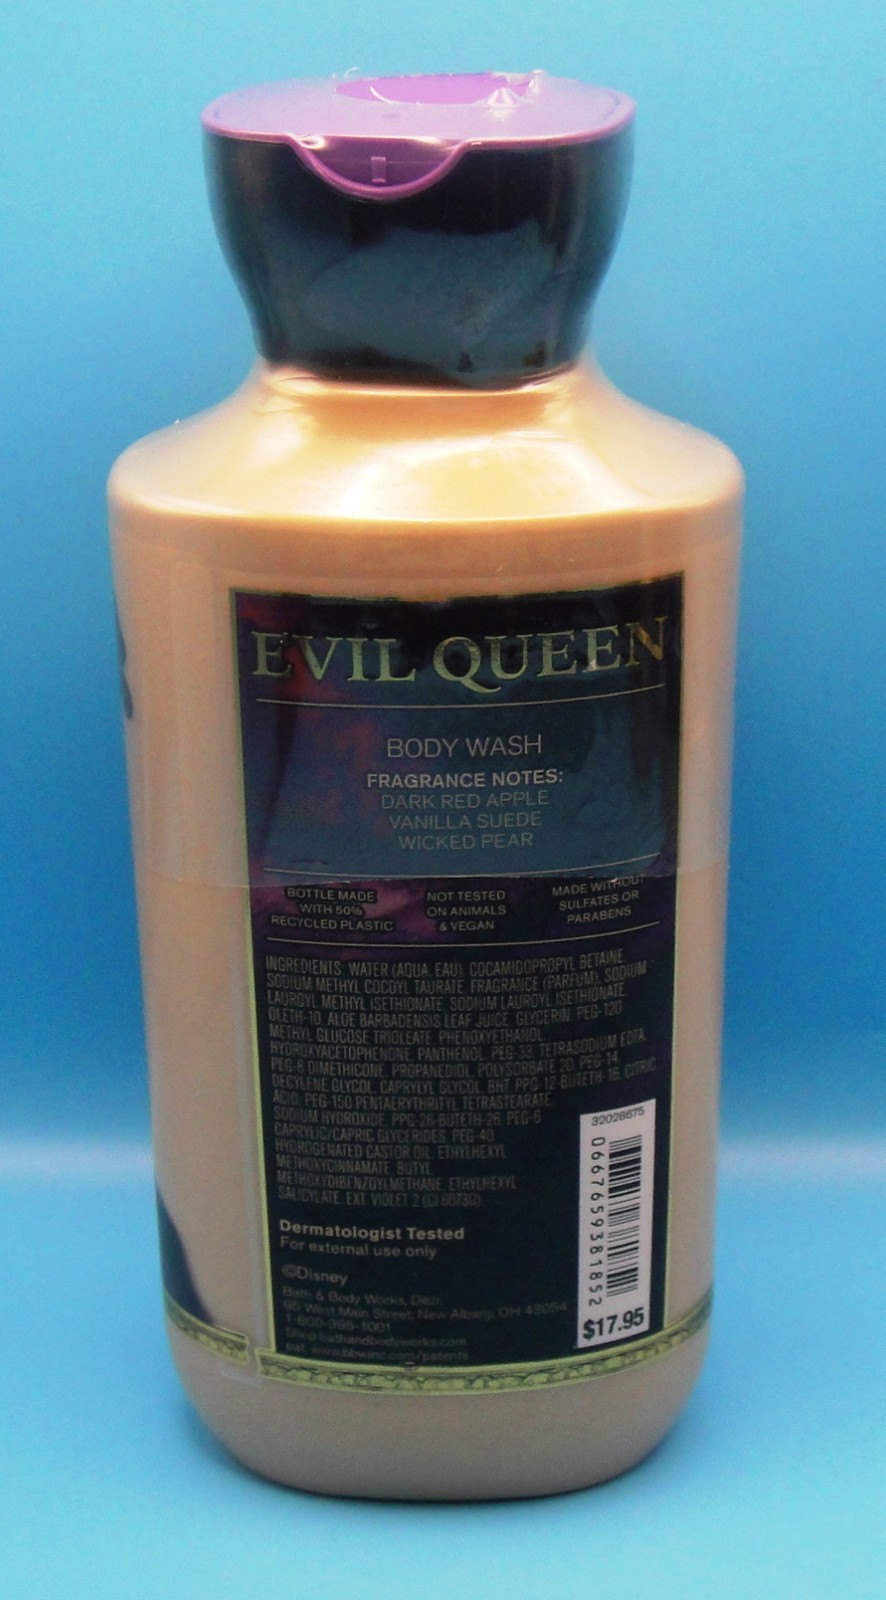 EVIL QUEEN
BODY WASH
FRAGRANCE NOTES:
DARK RED APPLE
VANILLA SUEDE
WICKED PEAR
BOTTLE MADE
WITH 50%
RECYCLED PLASTIC
NOT TESTED
ON ANIMALS
& VEGAN
MADE WITHOUT
SULFATES OR
PARABENS
INGREDIENTS: WATER (AQUA, EAU), COCAMIDOPROPYL BETAINE,
SODIUM METHYL COCOYL TAURATE, FRAGRANCE (PARFUM), SODIUM
LAUROYL METHYL ISETHIONATE, SODIUM LAUROYL ISETHIONATE,
OLETH-10, ALOE BARBADENSIS LEAF JUICE, GLYCERIN, PEG-120
METHYL GLUCOSE TRIOLEATE, PHENOXYETHANOL,
HYDROXYACETOPHENONE, PANTHENOL, PEG-33, TETRASODIUM EDTA,
PEG-8 DIMETHICONE, PROPANEDIOL, POLYSORBATE 20, PEG-14,
DECYLENE GLYCOL, CAPRYLYL GLYCOL, BHT, PPG-12-BUTETH-16, CITRIC
ACID, PEG-150 PENTAERYTHRITYL TETRASTEARATE,
SODIUM HYDROXIDE, PPG-26-BUTETH-26, PEG-6
CAPRYLIC/CAPRIC GLYCERIDES, PEG-40
HYDROGENATED CASTOR OIL, ETHYLHEXYL
METHOXYCINNAMATE, BUTYL
METHOXYDIBENZOYLMETHANE, ETHYLHEXYL
SALICYLATE, EXT. VIOLET 2 (CI 60730)
Dermatologist Tested
For external use only
©Disney
Bath & Body Works, Distr.
95 West Main Street, New Albany, OH 43054
1-800-395-1001
Shop bathandbodyworks.com
pat. www.bbwinc.com/patents
32028675
0667659381852
$17.95